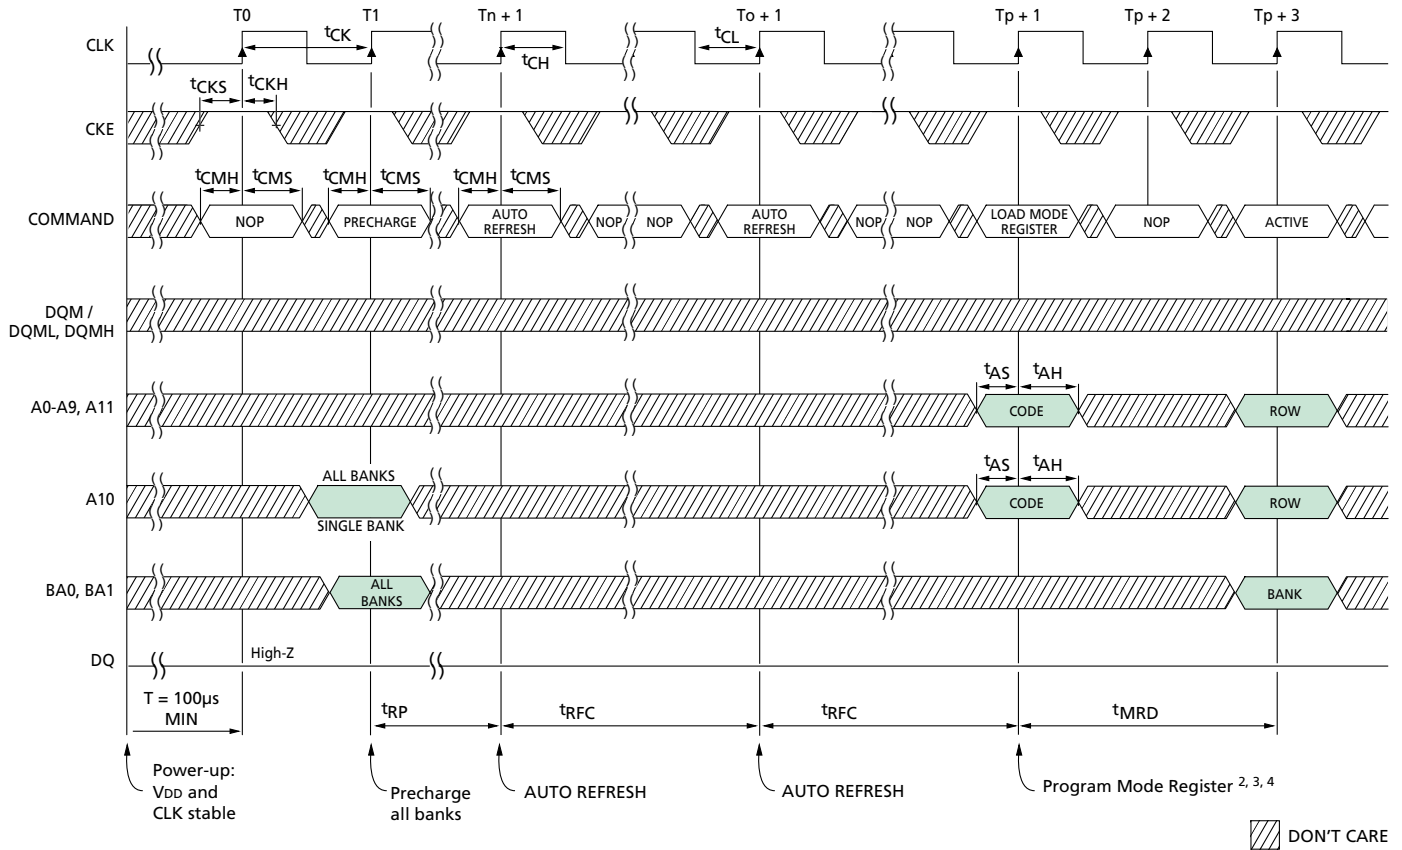 T0 T1 Tn + 1 To + 1 Tp + 1 Tp + 2 Tp + 3
CLK
tCK
tCH
tCL
tCKS tCKH
CKE
tCMH tCMS tCMH tCMS tCMH tCMS
COMMAND
NOP
PRECHARGE
AUTO
REFRESH
NOP
NOP
AUTO
REFRESH
NOP
NOP
LOAD MODE
REGISTER
NOP
ACTIVE
DQM /
DQML, DQMH
tAS tAH
A0-A9, A11
CODE
ROW
ALL BANKS
tAS tAH
A10
CODE
ROW
SINGLE BANK
BA0, BA1
ALL
BANKS
BANK
DQ
High-Z
T = 100µs
MIN
tRP
tRFC
tRFC
tMRD
Power-up:
VDD and
CLK stable
Precharge
all banks
AUTO REFRESH
AUTO REFRESH
Program Mode Register 2, 3, 4
DON'T CARE